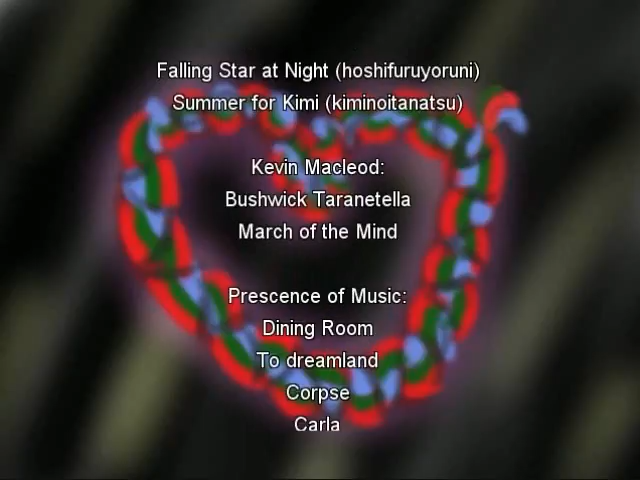 Falling Star at Night (hoshifuruyoruni)
Summer for Kimi (kiminoitanatsu)
Kevin Macleod:
Bushwick Taranetella
March of the Mind
Prescence of Music:
Dining Room
To dreamland
Corpse
Carla